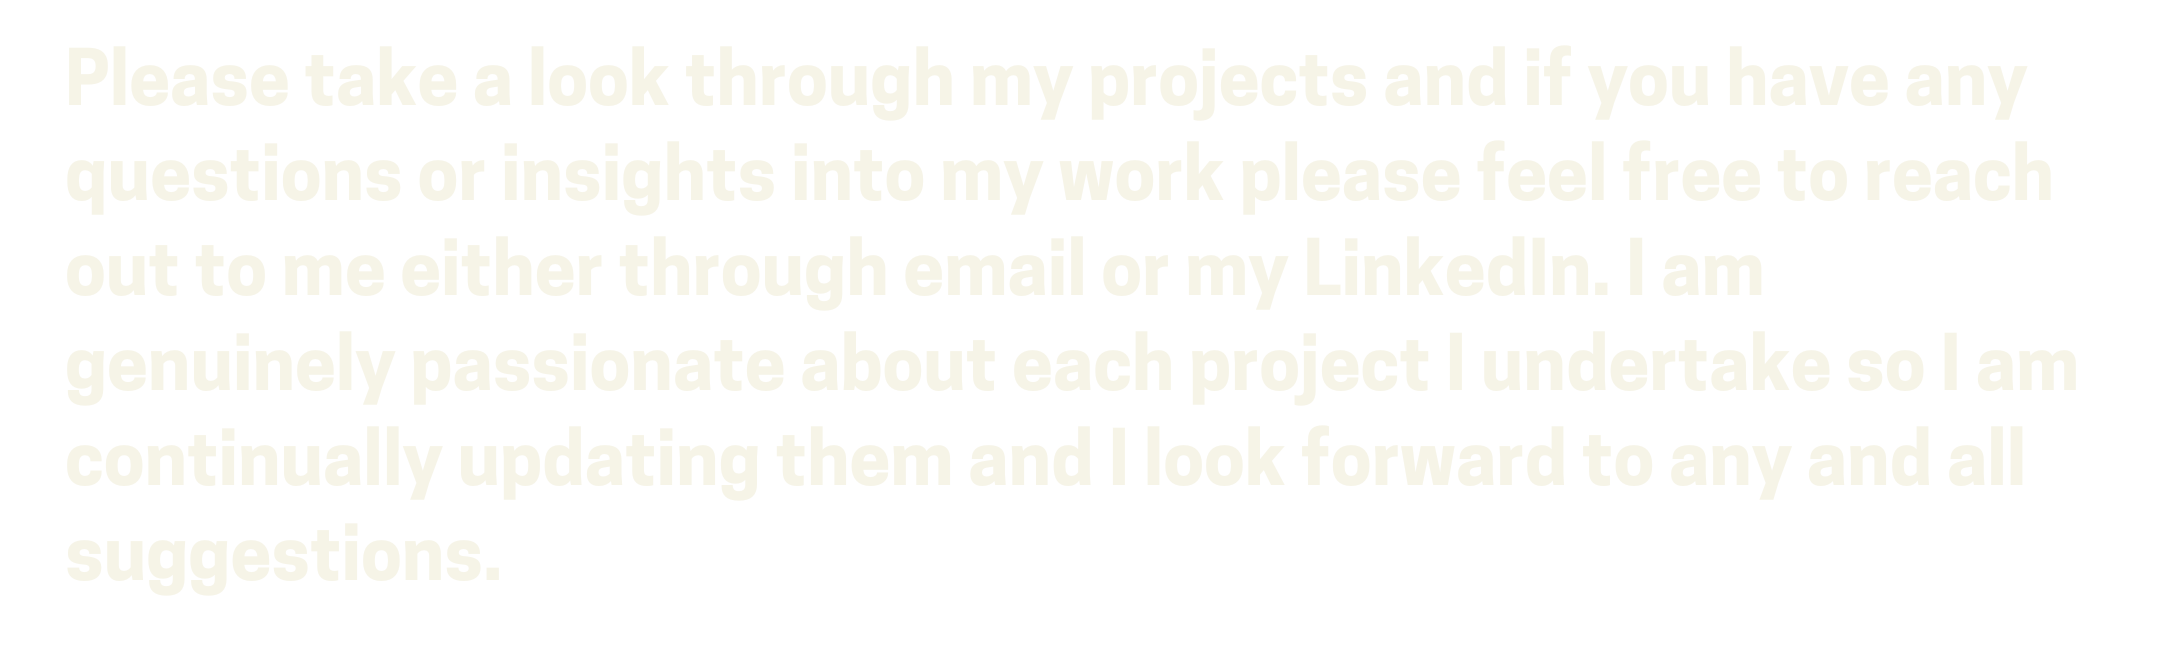 Please take a look through my projects and if you have any
questions or insights into my work please feel free to reach
out to me either through email or my LinkedIn. I am
genuinely passionate about each project I undertake so I am
continually updating them and I look forward to any and all
suggestions.